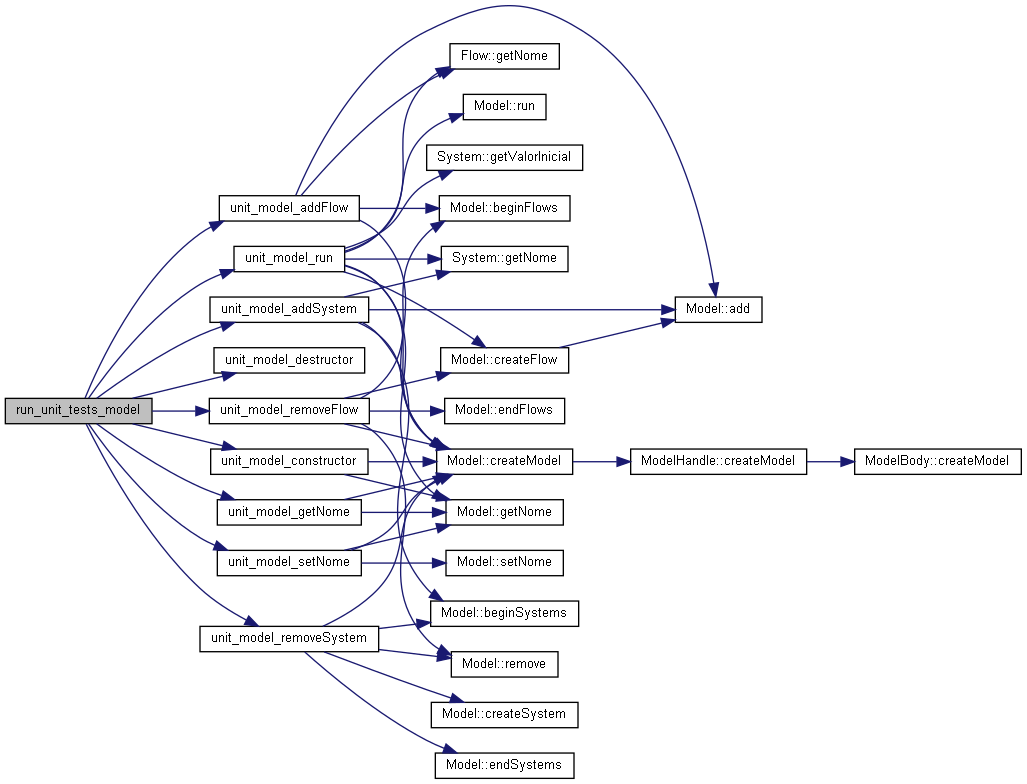 Flow::getNome
Model::run
System::getValorInicial
unit_model_addFlow
Model::beginFlows
unit_model_run
System::getNome
unit_model_addSystem
Model::add
unit_model_destructor
Model::createFlow
run_unit_tests_model
unit_model_removeFlow
Model::endFlows
unit_model_constructor
Model::createModel
ModelHandle::createModel
ModelBody::createModel
unit_model_getNome
Model::getNome
unit_model_setNome
Model::setNome
Model::beginSystems
unit_model_removeSystem
Model::remove
Model::createSystem
Model::endSystems